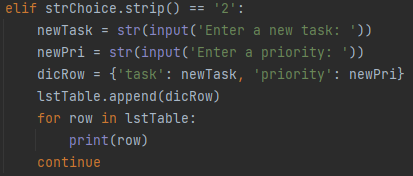 elif strChoice.strip() == '2':
    newTask = str(input('Enter a new task: '))
    newPri = str(input('Enter a priority: '))
    dicRow = {'task': newTask, 'priority': newPri}
    lstTable.append(dicRow)
    for row in lstTable:
        print(row)
    continue